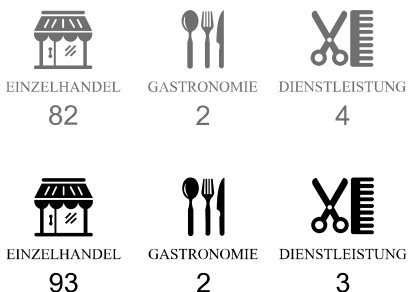 EINZELHANDEL GASTRONOMIE DIENSTLEISTUNG
82 2 4
EINZELHANDEL GASTRONOMIE DIENSTLEISTUNG
93 2 3